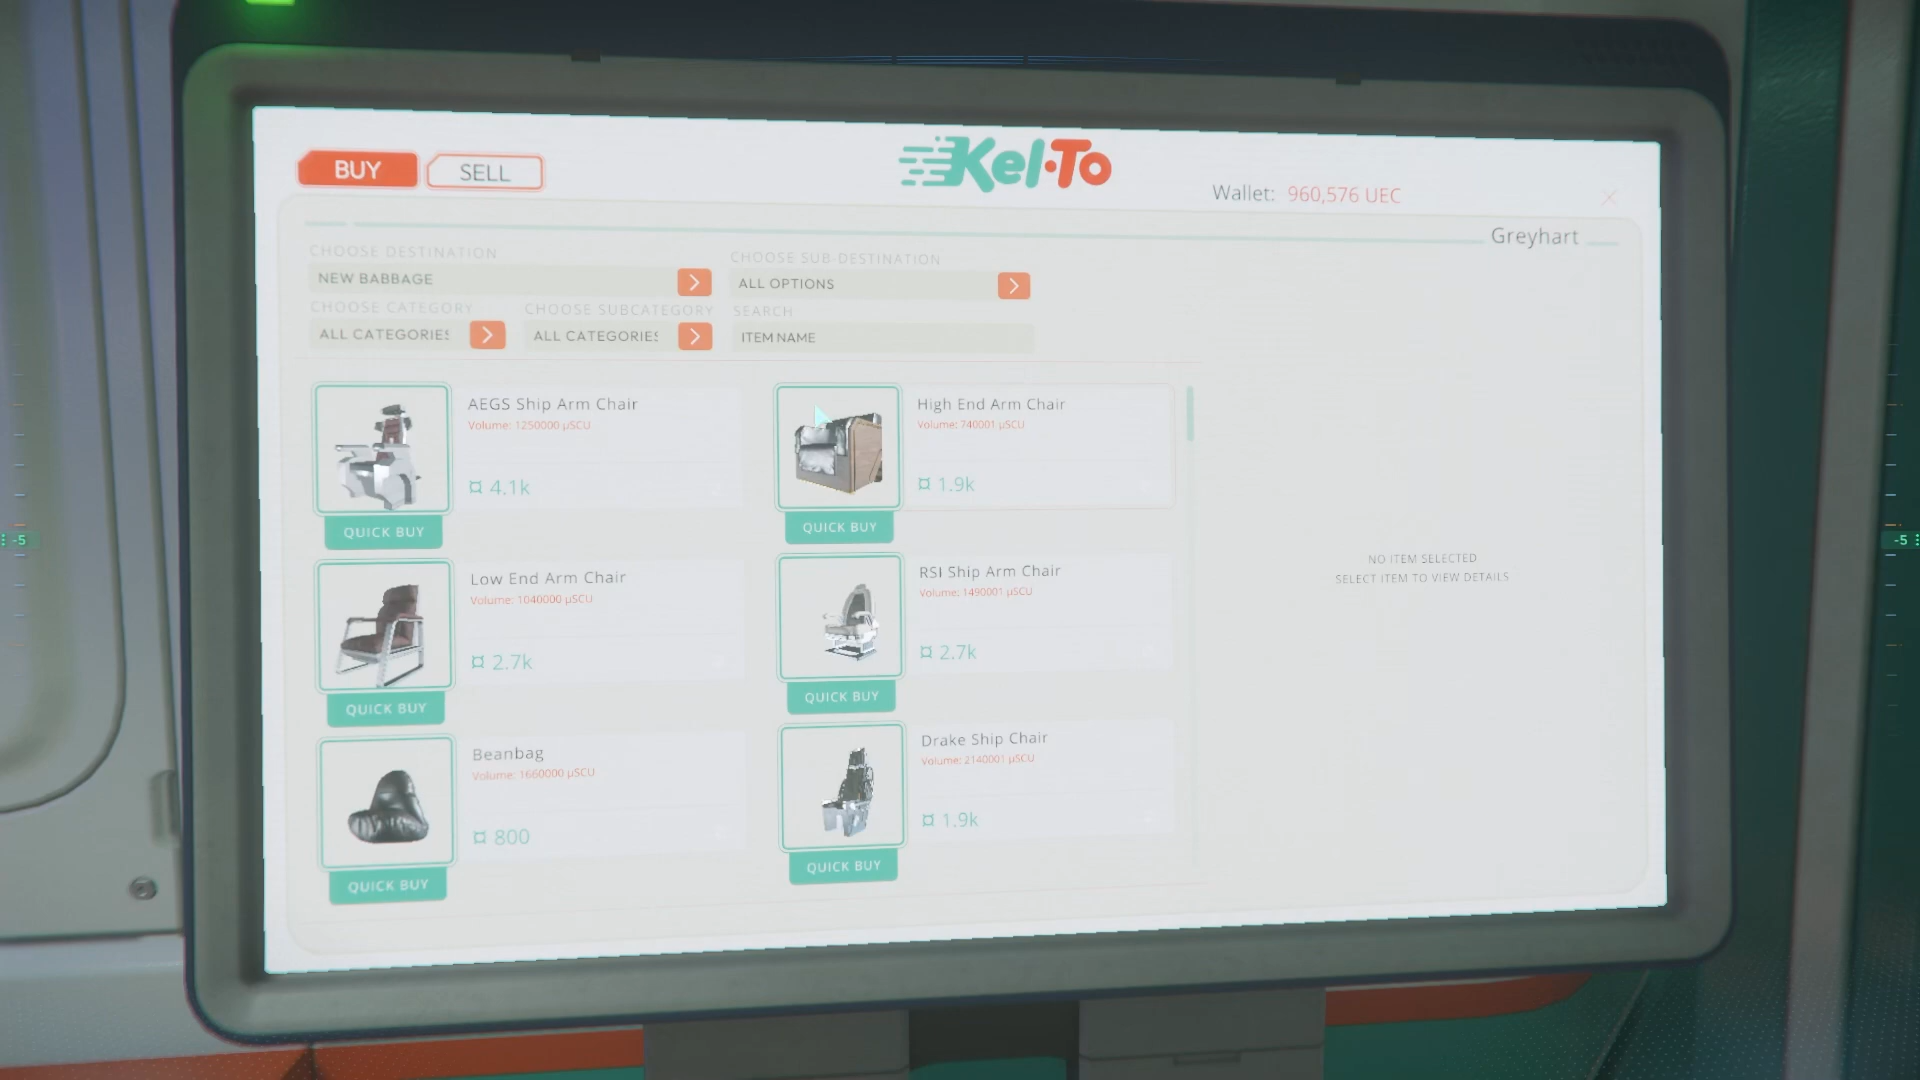 BUY
SELL
Kel·To
Wallet: 960,576 UEC
Greyhart
CHOOSE DESTINATION
NEW BABBAGE
CHOOSE SUB DESTINATION
ALL OPTIONS
CHOOSE CATEGORY
ALL CATEGORIES
CHOOSE SUBCATEGORY
ALL CATEGORIES
SEARCH
ITEM NAME
AEGS Ship Arm Chair
Volume: 1250000 µSCU
¤ 4.1k
QUICK BUY
High End Arm Chair
Volume: 740001 µSCU
¤ 1.9k
QUICK BUY
Low End Arm Chair
Volume: 1040000 µSCU
¤ 2.7k
QUICK BUY
RSI Ship Arm Chair
Volume: 1490001 µSCU
¤ 2.7k
QUICK BUY
Beanbag
Volume: 1660000 µSCU
¤ 800
QUICK BUY
Drake Ship Chair
Volume: 2140001 µSCU
¤ 1.9k
QUICK BUY
NO ITEM SELECTED
SELECT ITEM TO VIEW DETAILS
-5
-5